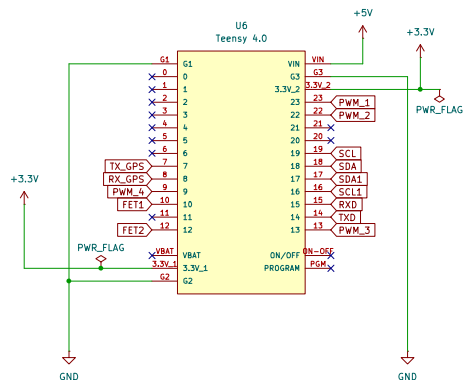 U6
Teensy 4.0
+5V
+3.3V
G1 G1 VIN VIN
0 0 G3 G3
1 1 3.3V_2 3.3V_2
PWR_FLAG
2 2 23 23 PWM_1
3 3 22 22 PWM_2
4 4 21 21
5 5 20 20
6 6 19 19 SCL
TX_GPS 7 7 18 18 SDA
RX_GPS 8 8 17 17 SDA1
PWM_4 9 9 16 16 SCL1
FET1 10 10 15 15 RXD
11 11 14 14 TXD
FET2 12 12 13 13 PWM_3
+3.3V
PWR_FLAG
VBAT VBAT ON/OFF ON-OFF
3.3V_1 3.3V_1 PROGRAM PGM
G2 G2
GND
GND